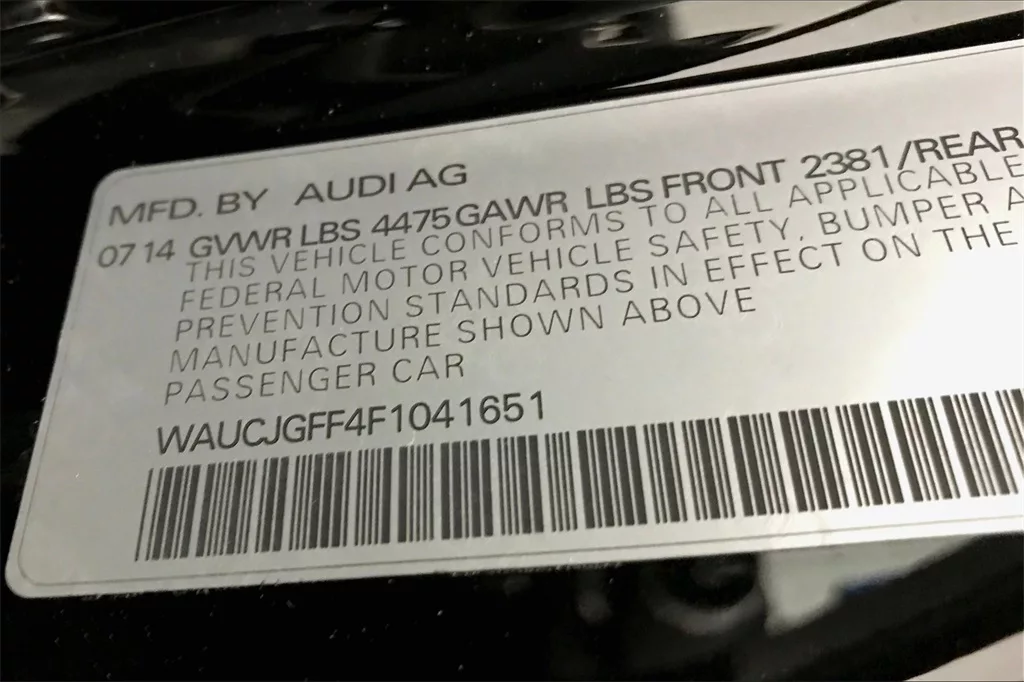 MFD. BY AUDI AG
07 14 GVWR LBS 4475 GAWR LBS FRONT 2381/REAR
THIS VEHICLE CONFORMS TO ALL APPLICABLE
FEDERAL MOTOR VEHICLE SAFETY, BUMPER A
PREVENTION STANDARDS IN EFFECT ON THE
MANUFACTURE SHOWN ABOVE
PASSENGER CAR
WAUCJGFF4F1041651